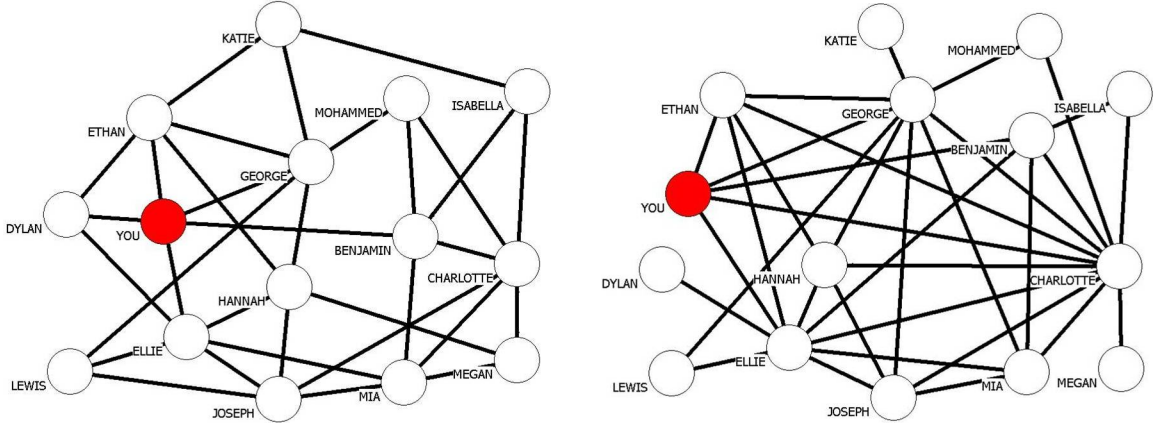 KATIE
MOHAMMED
ISABELLA
ETHAN
GEORGE
DYLAN
YOU
BENJAMIN
CHARLOTTE
HANNAH
ELLIE
LEWIS
JOSEPH
MIA
MEGAN
KATIE
MOHAMMED
ETHAN
GEORGE
ISABELLA
BENJAMIN
YOU
DYLAN
HANNAH
CHARLOTTE
ELLIE
LEWIS
JOSEPH
MIA
MEGAN